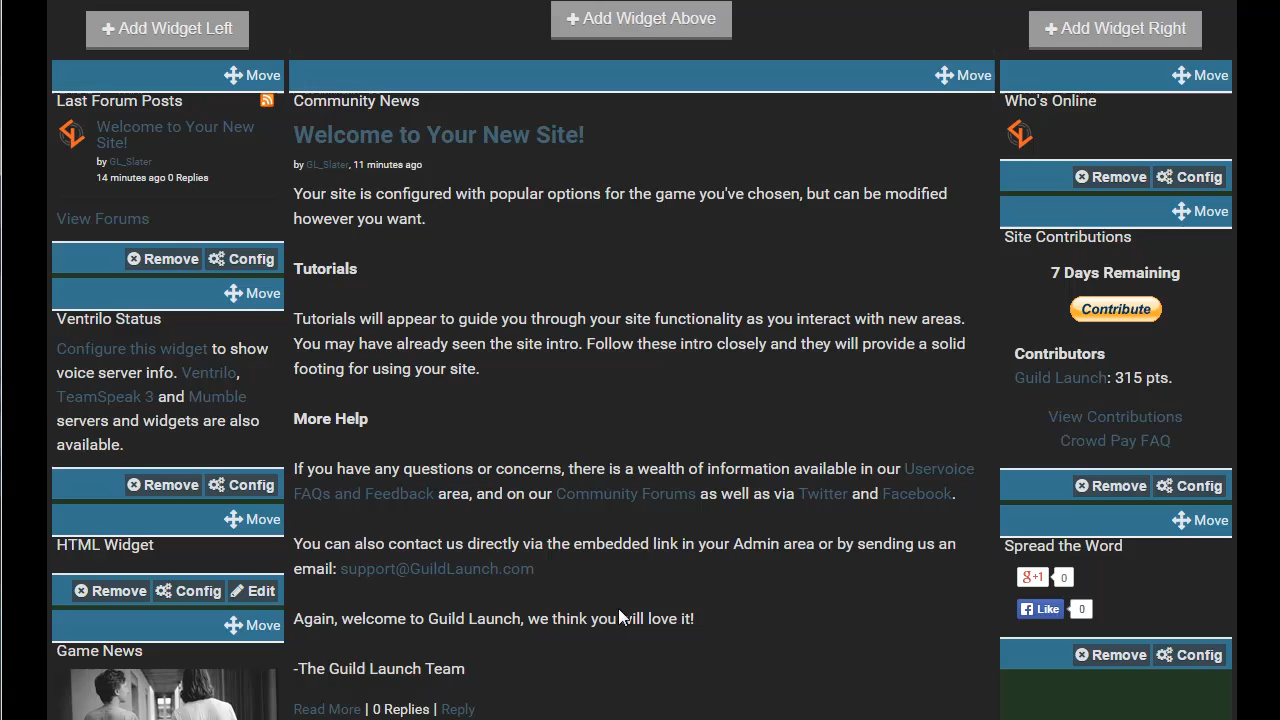 Add Widget Left
Add Widget Above
Add Widget Right
Move
Last Forum Posts
Welcome to Your New
Site!
by GL_Slater
14 minutes ago 0 Replies
View Forums
Remove Config
Move
Ventrilo Status
Configure this widget to show
voice server info. Ventrilo,
TeamSpeak 3 and Mumble
servers and widgets are also
available.
Remove Config
Move
HTML Widget
Remove Config Edit
Move
Game News
Move
Community News
Welcome to Your New Site!
by GL_Slater, 11 minutes ago
Your site is configured with popular options for the game you've chosen, but can be modified
however you want.
Tutorials
Tutorials will appear to guide you through your site functionality as you interact with new areas.
You may have already seen the site intro. Follow these intro closely and they will provide a solid
footing for using your site.
More Help
If you have any questions or concerns, there is a wealth of information available in our Uservoice
FAQs and Feedback area, and on our Community Forums as well as via Twitter and Facebook.
You can also contact us directly via the embedded link in your Admin area or by sending us an
email: support@GuildLaunch.com
Again, welcome to Guild Launch, we think you will love it!
-The Guild Launch Team
Read More | 0 Replies | Reply
Move
Who's Online
Remove Config
Move
Site Contributions
7 Days Remaining
Contribute
Contributors
Guild Launch: 315 pts.
View Contributions
Crowd Pay FAQ
Remove Config
Move
Spread the Word
g+1 0
Like 0
Remove Config